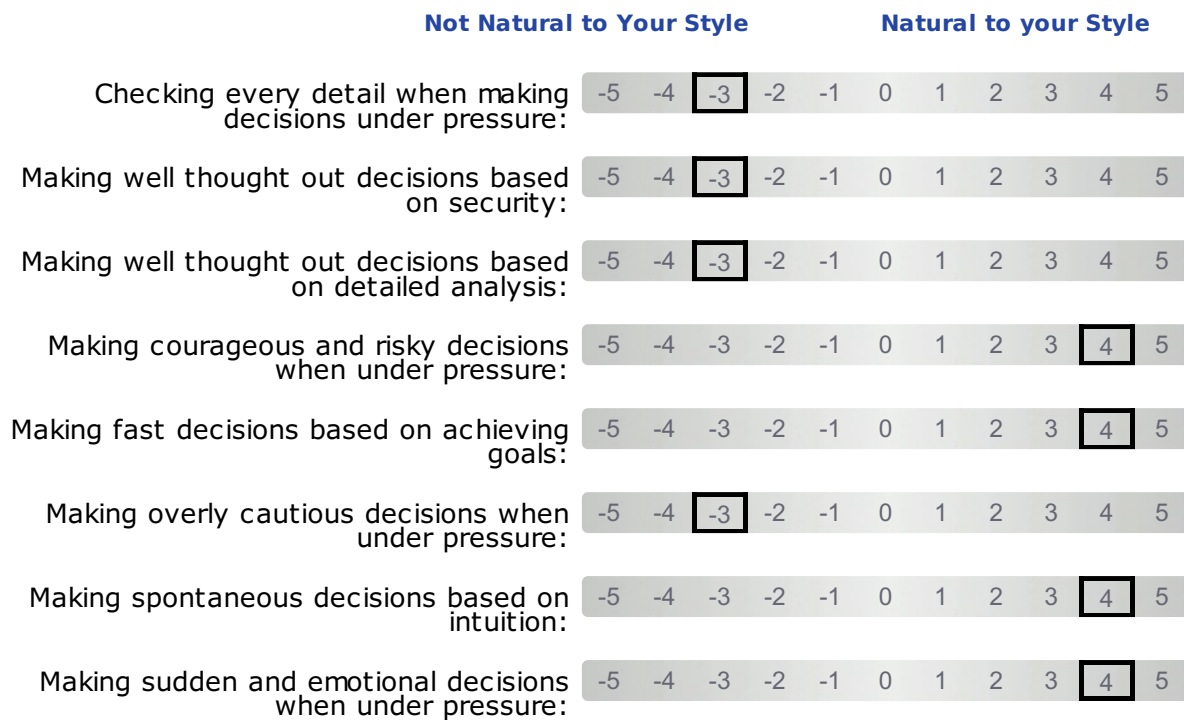 Not Natural to Your Style Natural to your Style
Checking every detail when making
decisions under pressure:
-5 -4 -3 -2 -1 0 1 2 3 4 5
Making well thought out decisions based
on security:
-5 -4 -3 -2 -1 0 1 2 3 4 5
Making well thought out decisions based
on detailed analysis:
-5 -4 -3 -2 -1 0 1 2 3 4 5
Making courageous and risky decisions
when under pressure:
-5 -4 -3 -2 -1 0 1 2 3 4 5
Making fast decisions based on achieving
goals:
-5 -4 -3 -2 -1 0 1 2 3 4 5
Making overly cautious decisions when
under pressure:
-5 -4 -3 -2 -1 0 1 2 3 4 5
Making spontaneous decisions based on
intuition:
-5 -4 -3 -2 -1 0 1 2 3 4 5
Making sudden and emotional decisions
when under pressure:
-5 -4 -3 -2 -1 0 1 2 3 4 5